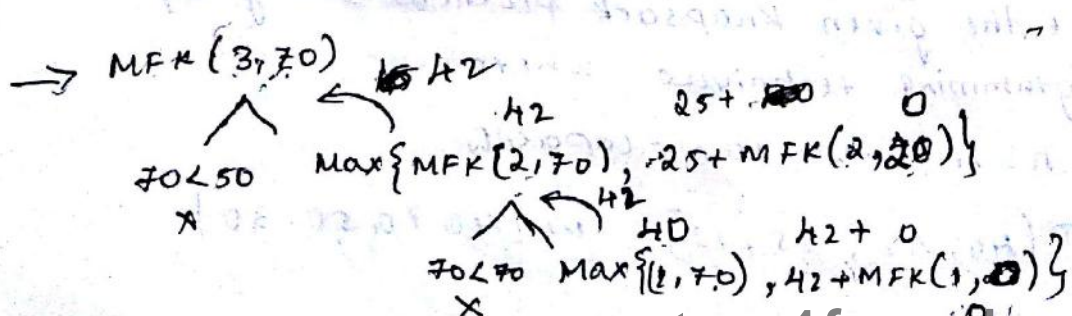 → MFK(3,70) 42
42 25+ 0
70<50 Max{MFK(2,70), 25+MFK(2,20)}
x 42
40 42+0
70<70 Max{(1,70), 42+MFK(1,0)}
x 0